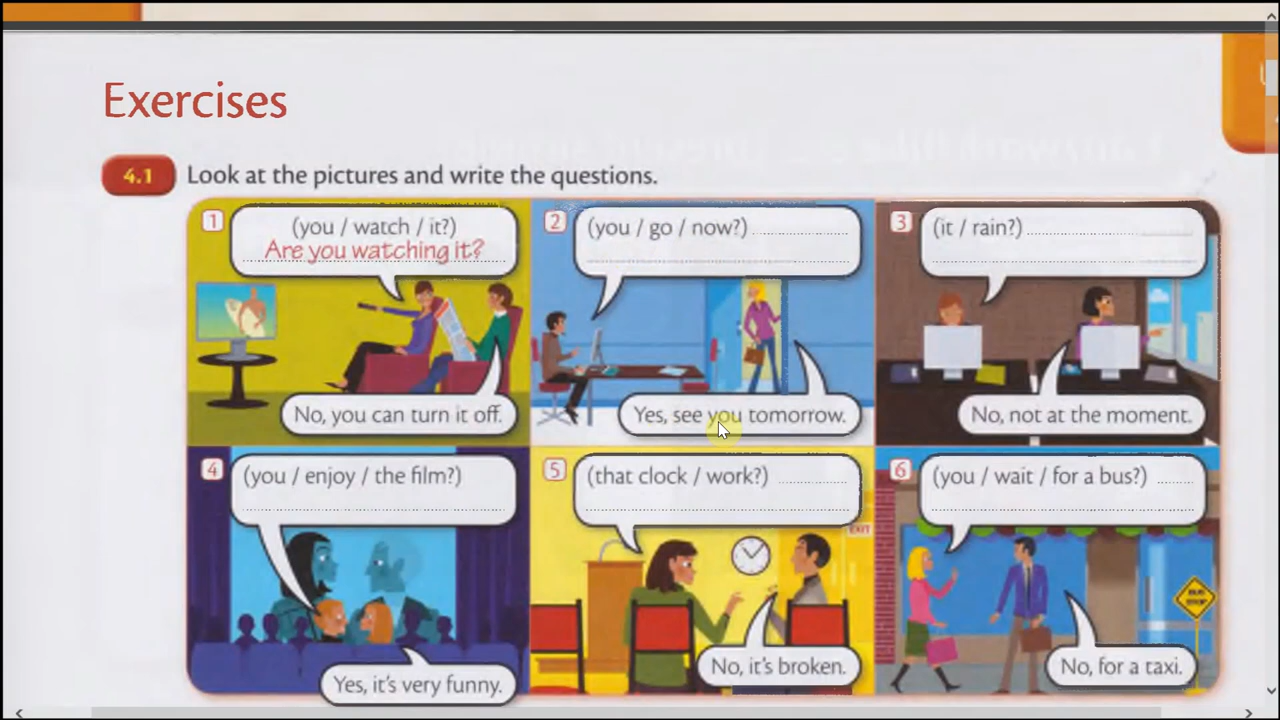 Exercises
4.1 Look at the pictures and write the questions.
1
(you / watch / it?)
Are you watching it?
No, you can turn it off.
2
(you / go / now?)
Yes, see you tomorrow.
3
(it / rain?)
No, not at the moment.
4
(you / enjoy / the film?)
Yes, it's very funny.
5
(that clock / work?)
EXIT
No, it's broken.
6
(you / wait / for a bus?)
BUS
STOP
No, for a taxi.